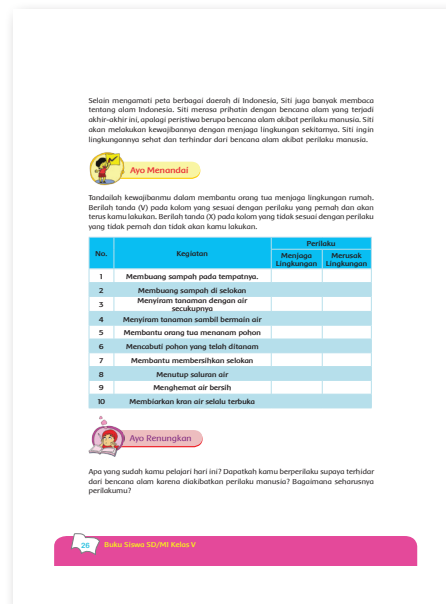 Selain mengamati peta berbagai daerah di Indonesia, Siti juga banyak membaca
tentang alam Indonesia. Siti merasa prihatin dengan bencana alam yang terjadi
akhir-akhir ini, apalagi peristiwa berupa bencana alam akibat perilaku manusia. Siti
akan melakukan kewajibannya dengan menjaga lingkungan sekitarnya. Siti ingin
lingkungannya sehat dan terhindar dari bencana alam akibat perilaku manusia.
Ayo Menandai
Tandailah kewajibanmu dalam membantu orang tua menjaga lingkungan rumah.
Berilah tanda (V) pada kolom yang sesuai dengan perilaku yang pernah dan akan
terus kamu lakukan. Berilah tanda (X) pada kolom yang tidak sesuai dengan perilaku
yang tidak pernah dan tidak akan kamu lakukan.
No. Kegiatan Perilaku
Menjaga Lingkungan Merusak Lingkungan
1 Membuang sampah pada tempatnya.
2 Membuang sampah di selokan
3 Menyiram tanaman dengan air
secukupnya
4 Menyiram tanaman sambil bermain air
5 Membantu orang tua menanam pohon
6 Mencabuti pohon yang telah ditanam
7 Membantu membersihkan selokan
8 Menutup saluran air
9 Menghemat air bersih
10 Membiarkan kran air selalu terbuka
Ayo Renungkan
Apa yang sudah kamu pelajari hari ini? Dapatkah kamu berperilaku supaya terhidar
dari bencana alam karena diakibatkan perilaku manusia? Bagaimana seharusnya
perilakumu?
26 Buku Siswa SD/MI Kelas V